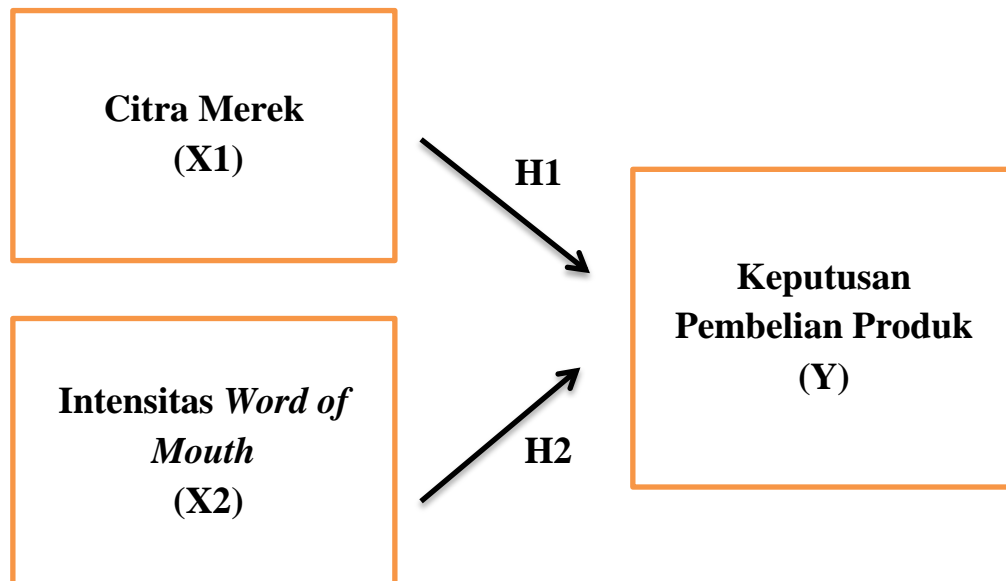 Citra Merek
(X1)
H1
Keputusan
Pembelian Produk
(Y)
Intensitas Word of
Mouth
(X2)
H2